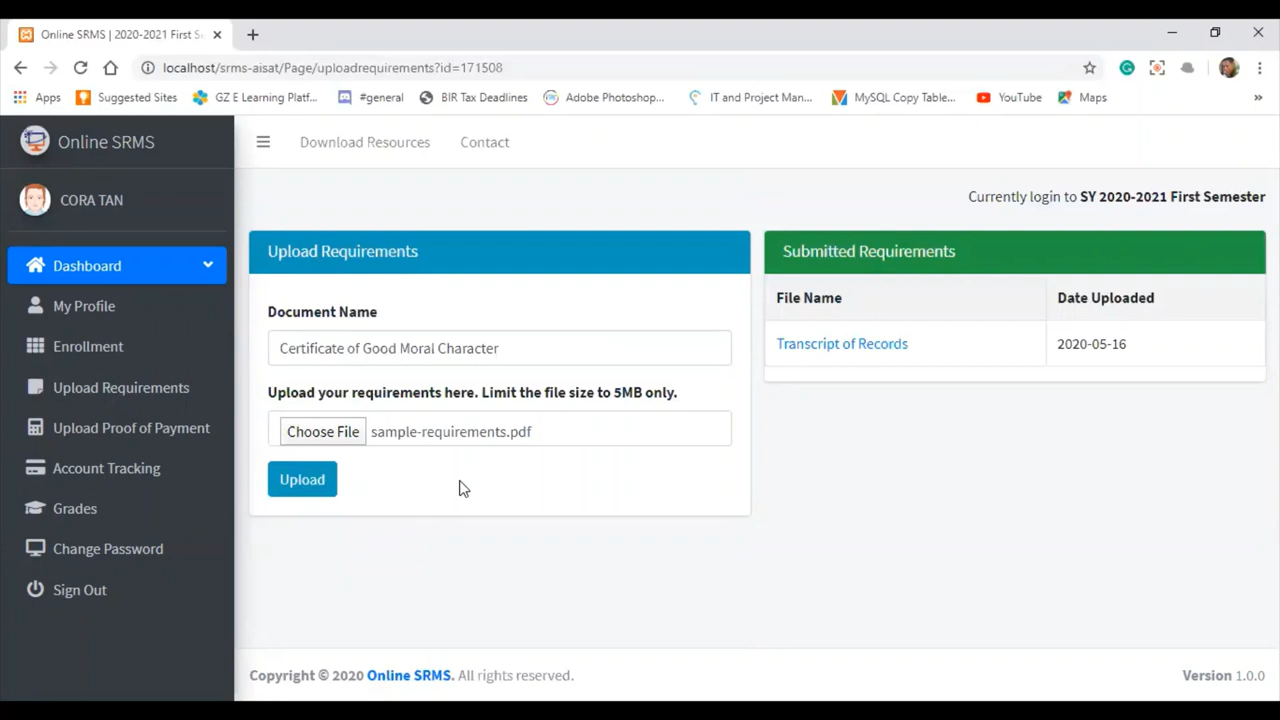 Online SRMS | 2020-2021 First S
localhost/srms-aisat/Page/uploadrequirements?id=171508
Apps
Suggested Sites
GZ E Learning Platf...
#general
BIR Tax Deadlines
Adobe Photoshop...
IT and Project Man...
MySQL Copy Table...
YouTube
Maps
»
Online SRMS
Download Resources
Contact
CORA TAN
Currently login to SY 2020-2021 First Semester
Dashboard
My Profile
Enrollment
Upload Requirements
Upload Proof of Payment
Account Tracking
Grades
Change Password
Sign Out
Upload Requirements
Document Name
Certificate of Good Moral Character
Upload your requirements here. Limit the file size to 5MB only.
Choose File sample-requirements.pdf
Upload
Submitted Requirements
File Name Date Uploaded
Transcript of Records 2020-05-16
Copyright © 2020 Online SRMS. All rights reserved.
Version 1.0.0